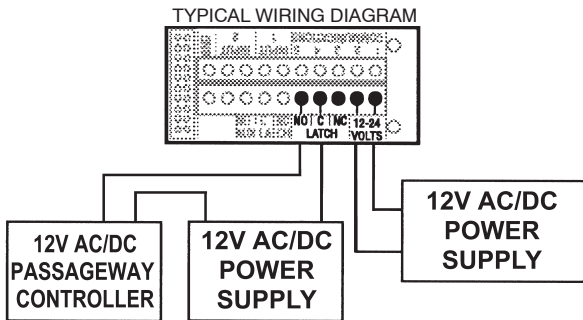 TYPICAL WIRING DIAGRAM
NO C NC 12-24
LATCH VOLTS
12V AC/DC
PASSAGEWAY
CONTROLLER
12V AC/DC
POWER
SUPPLY
12V AC/DC
POWER
SUPPLY